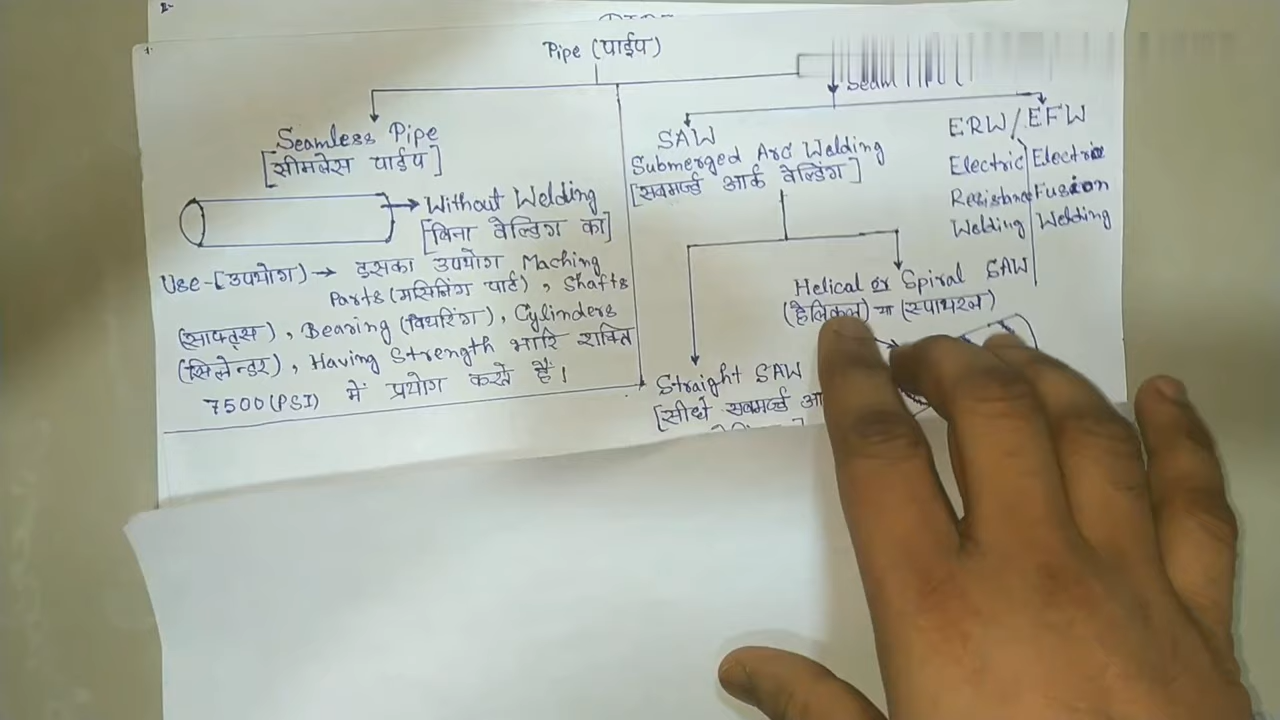 Pipe (पाईप)
Seamless Pipe
[सीमलेस पाईप]
Without Welding
[बिना वेल्डिंग का]
Use-[उपयोग) → इसका उपयोग Maching
Parts (मसिनिंग पार्ट), Shafts
(साफ्ट्स), Bearing (बियरिंग), Cylinders
(सिलेन्डर), Having Strength भारि शक्ति
7500(PSI) में प्रयोग करते हैं।
Seam
SAW
Submerged Arc Welding
[सबमर्ज्ड आर्क वेल्डिंग]
ERW/EFW
Electric Electric
Resistance Fusion
Welding Welding
Helical or Spiral SAW
(हेलिकल) या (स्पायरल)
Straight SAW
[सीधे सबमर्ज्ड आ